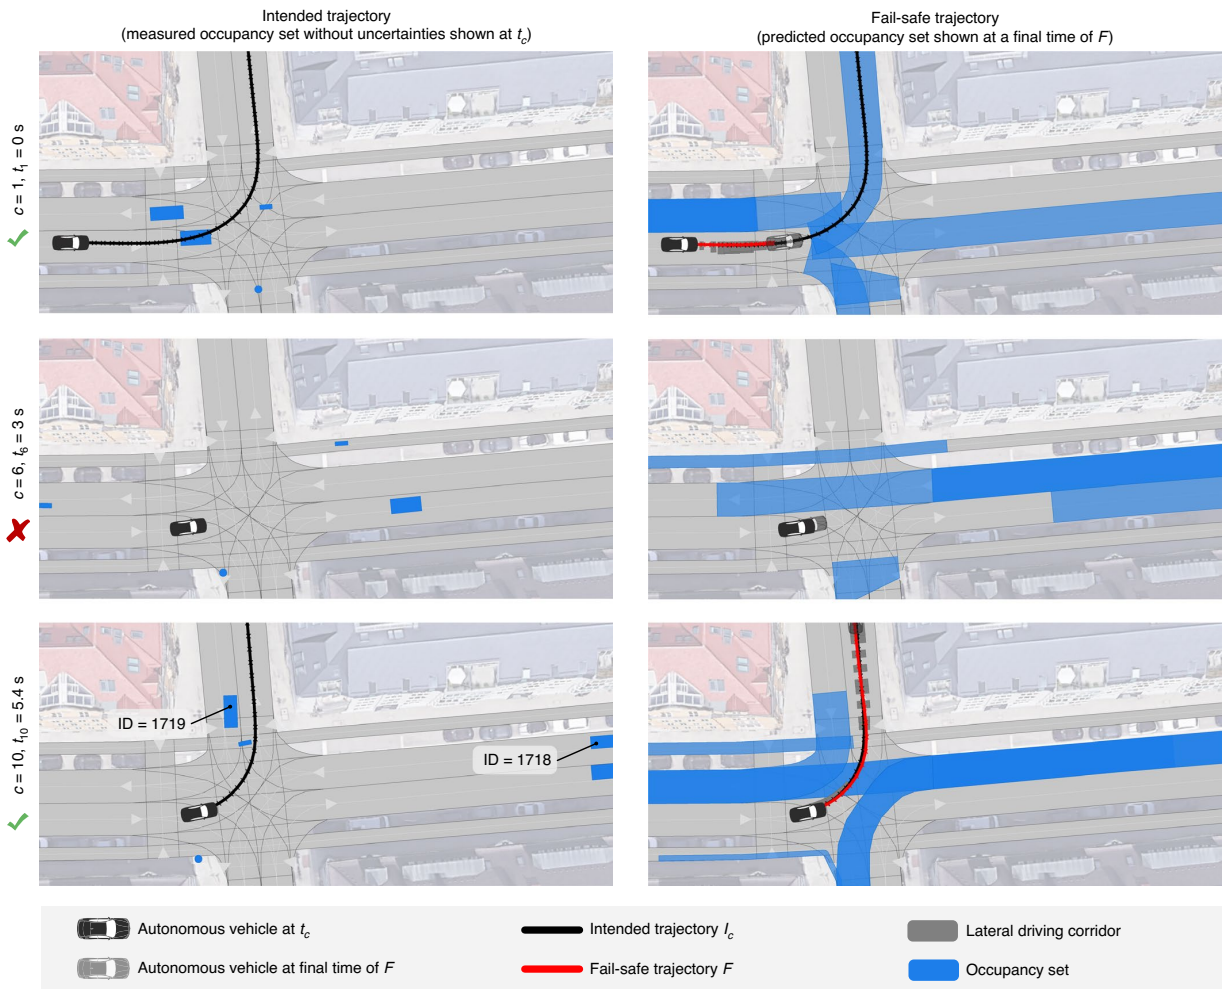 Intended trajectory
(measured occupancy set without uncertainties shown at t_c)
Fail-safe trajectory
(predicted occupancy set shown at a final time of F)
c = 1, t_1 = 0 s
c = 6, t_6 = 3 s
c = 10, t_10 = 5.4 s
ID = 1719
ID = 1718
Autonomous vehicle at t_c
Intended trajectory I_c
Lateral driving corridor
Autonomous vehicle at final time of F
Fail-safe trajectory F
Occupancy set